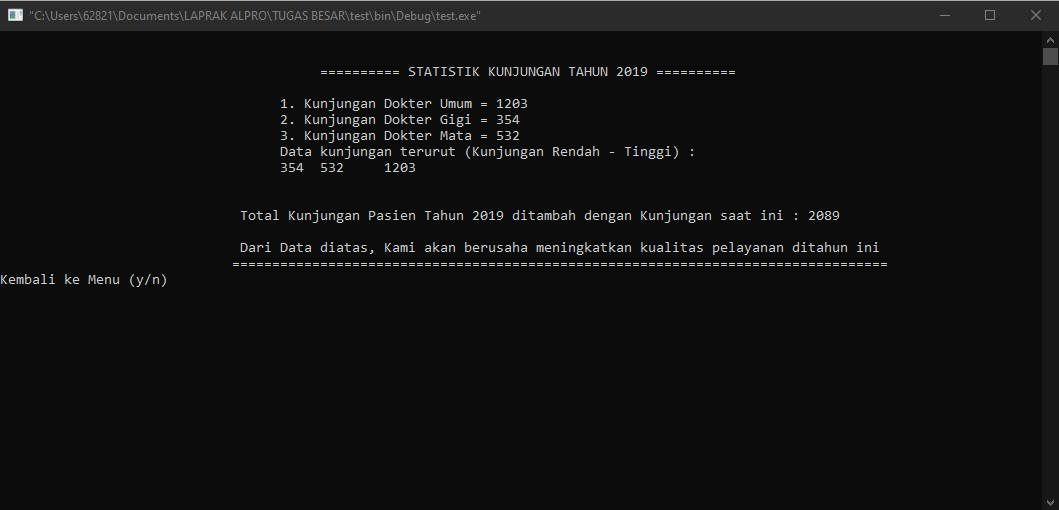 "C:\Users\62821\Documents\LAPRAK ALPRO\TUGAS BESAR\test\bin\Debug\test.exe"
========== STATISTIK KUNJUNGAN TAHUN 2019 ==========
1. Kunjungan Dokter Umum = 1203
2. Kunjungan Dokter Gigi = 354
3. Kunjungan Dokter Mata = 532
Data kunjungan terurut (Kunjungan Rendah - Tinggi) :
354  532     1203
Total Kunjungan Pasien Tahun 2019 ditambah dengan Kunjungan saat ini : 2089
Dari Data diatas, Kami akan berusaha meningkatkan kualitas pelayanan ditahun ini
==================================================================================
Kembali ke Menu (y/n)